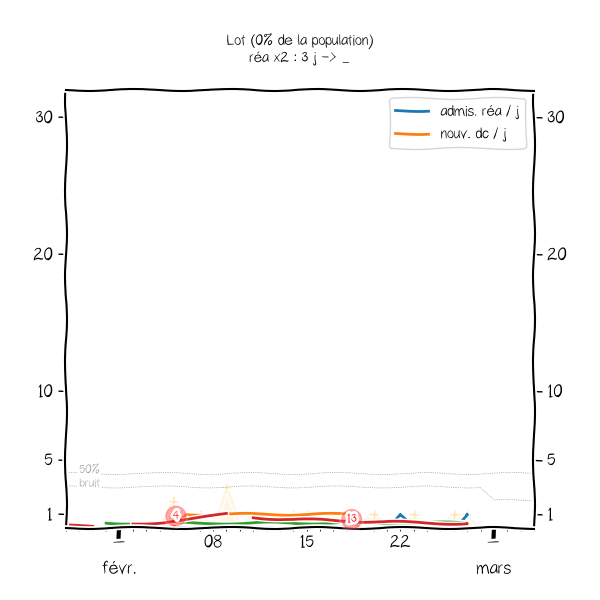 Lot (0% de la population)
réa x2 : 3 j -> _
admis. réa / j
nouv. dc / j
30
30
20
20
10
10
5
5
50%
bruit
1
1
4
13
08
15
22
févr.
mars